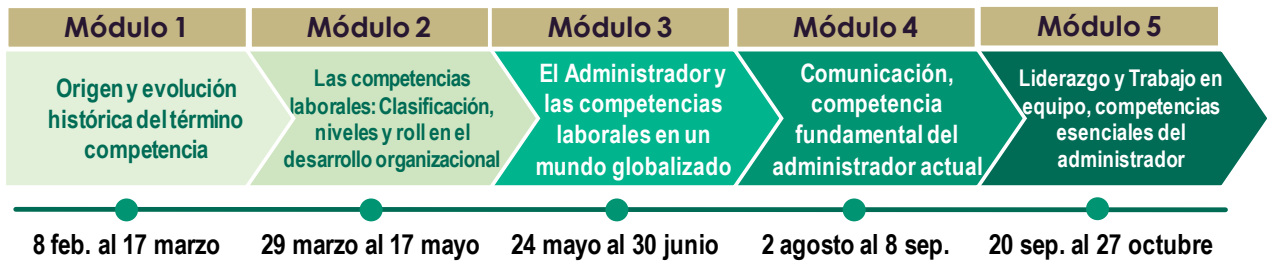 Módulo 1
Módulo 2
Módulo 3
Módulo 4
Módulo 5
Origen y evolución
histórica del término
competencia
Las competencias
laborales: Clasificación,
niveles y roll en el
desarrollo organizacional
El Administrador y
las competencias
laborales en un
mundo globalizado
Comunicación,
competencia
fundamental del
administrador actual
Liderazgo y Trabajo en
equipo, competencias
esenciales del
administrador
8 feb. al 17 marzo
29 marzo al 17 mayo
24 mayo al 30 junio
2 agosto al 8 sep.
20 sep. al 27 octubre